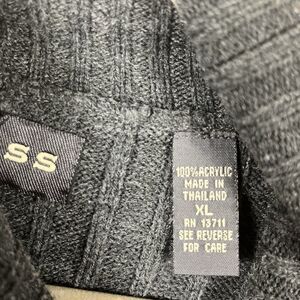 SS
100% ACRYLIC
MADE IN
THAILAND
XL
RN 13711
SEE REVERSE
FOR CARE